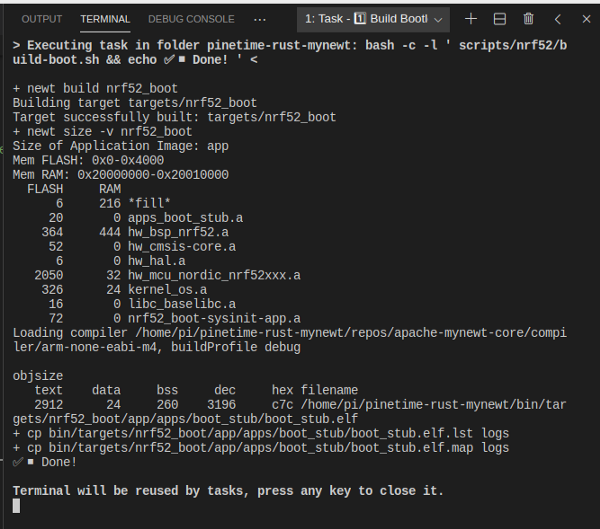 OUTPUT TERMINAL DEBUG CONSOLE ··· 1: Task - 1️⃣ Build Bootl
> Executing task in folder pinetime-rust-mynewt: bash -c -l ' scripts/nrf52/b
uild-boot.sh && echo ✅ ◾ Done! ' <
+ newt build nrf52_boot
Building target targets/nrf52_boot
Target successfully built: targets/nrf52_boot
+ newt size -v nrf52_boot
Size of Application Image: app
Mem FLASH: 0x0-0x4000
Mem RAM: 0x20000000-0x20010000
FLASH RAM
6 216 *fill*
20 0 apps_boot_stub.a
364 444 hw_bsp_nrf52.a
52 0 hw_cmsis-core.a
6 0 hw_hal.a
2050 32 hw_mcu_nordic_nrf52xxx.a
326 24 kernel_os.a
16 0 libc_baselibc.a
72 0 nrf52_boot-sysinit-app.a
Loading compiler /home/pi/pinetime-rust-mynewt/repos/apache-mynewt-core/compi
ler/arm-none-eabi-m4, buildProfile debug
objsize
text data bss dec hex filename
2912 24 260 3196 c7c /home/pi/pinetime-rust-mynewt/bin/tar
gets/nrf52_boot/app/apps/boot_stub/boot_stub.elf
+ cp bin/targets/nrf52_boot/app/apps/boot_stub/boot_stub.elf.lst logs
+ cp bin/targets/nrf52_boot/app/apps/boot_stub/boot_stub.elf.map logs
✅ ◾ Done!
Terminal will be reused by tasks, press any key to close it.